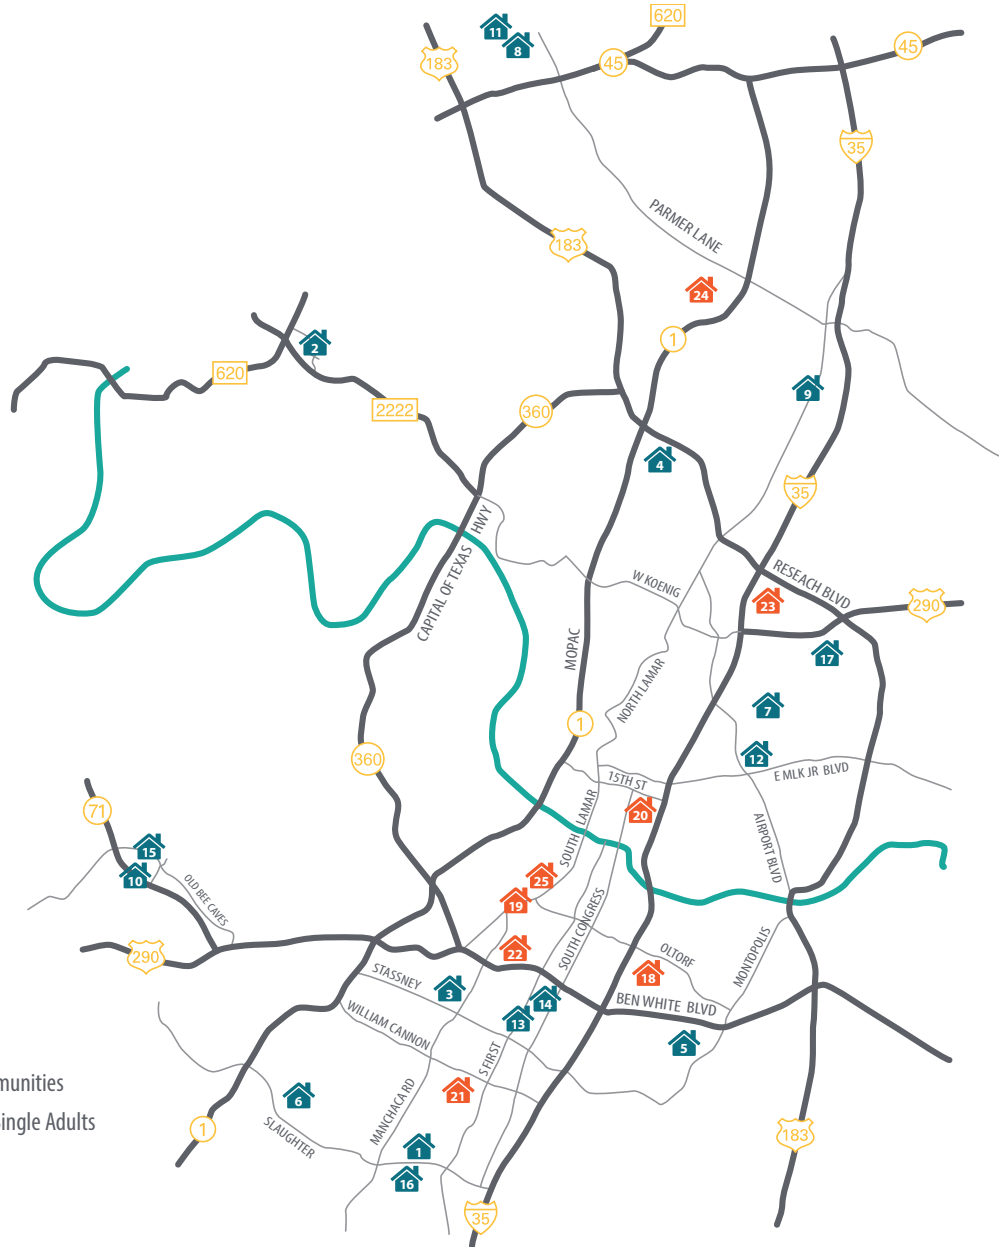 11
620
8
45
183
45
35
PARMER LANE
183
24
1
2
620
9
2222
360
4
35
CAPITAL OF TEXAS HWY
RESEACH BLVD
W KOENIG
23
290
MOPAC
17
NORTH LAMAR
7
1
12
360
E MLK JR BLVD
15TH ST
71
20
SOUTH LAMAR
AIRPORT BLVD
15
10
25
OLD BEE CAVES
19
SOUTH CONGRESS
22
OLTORF
MONTOPOLIS
290
18
STASSNEY
3
14
BEN WHITE BLVD
WILLIAM CANNON
13
5
S FIRST
munities
21
6
MANCHACA RD
Single Adults
1
SLAUGHTER
183
1
16
35